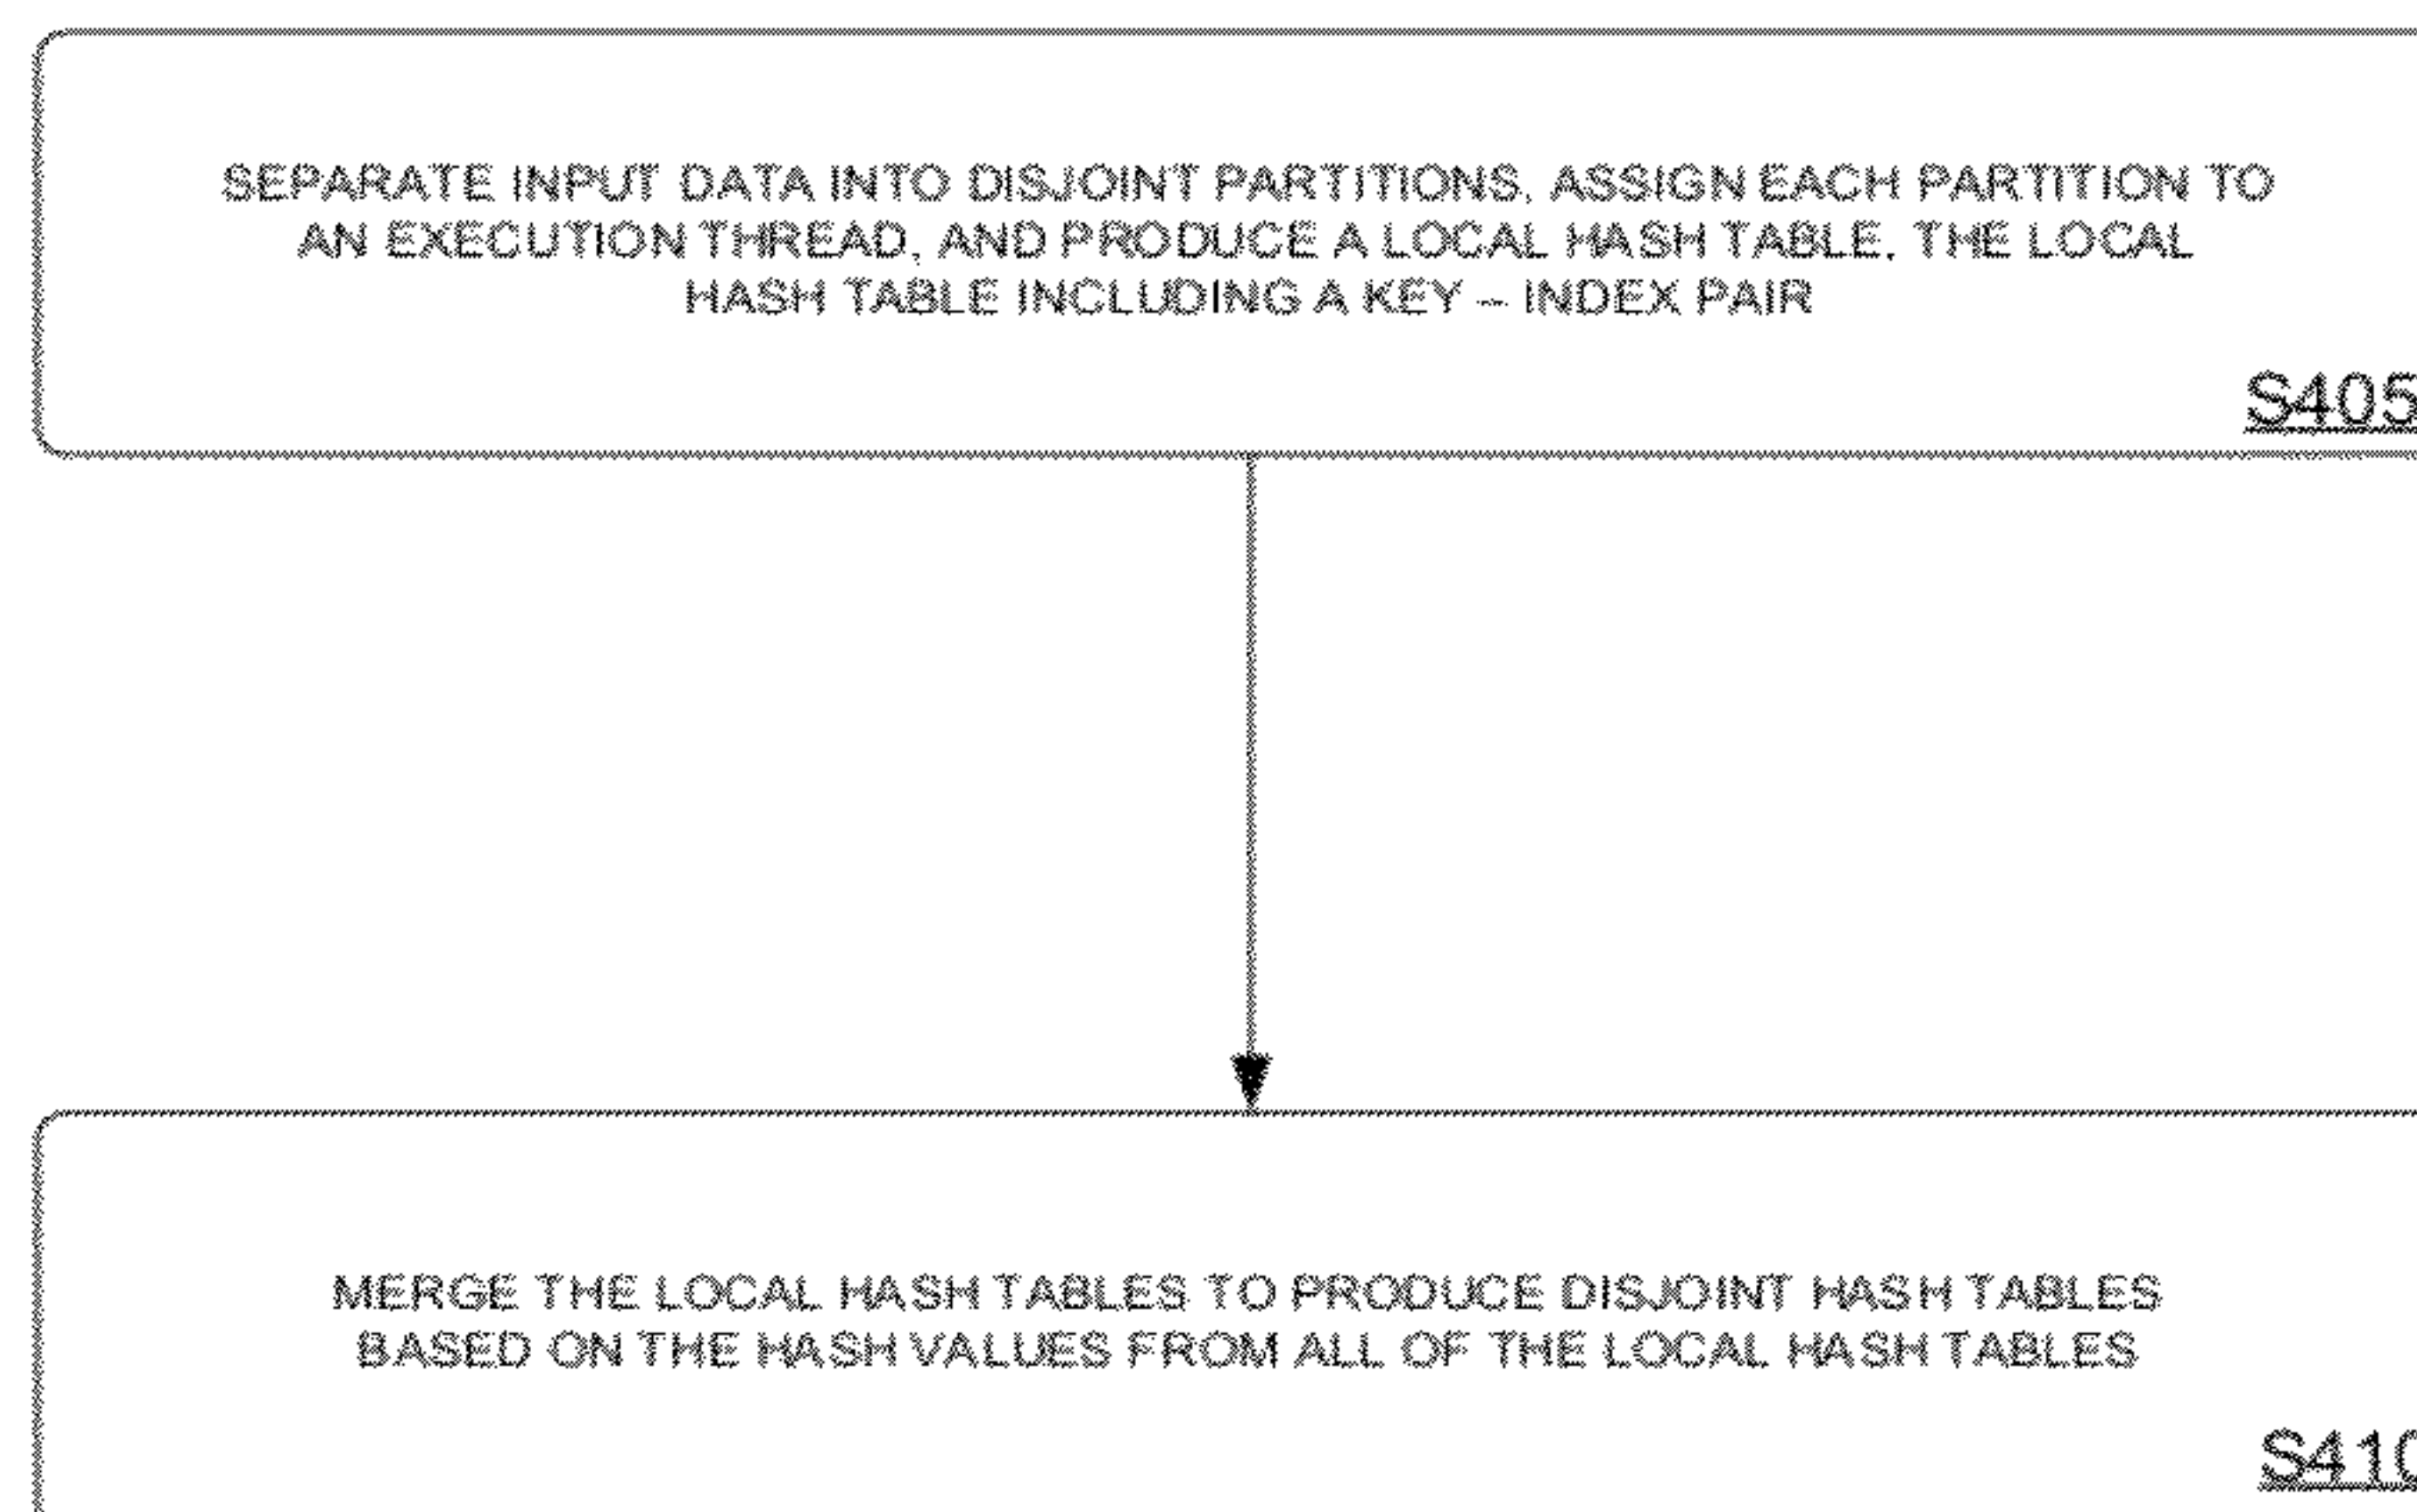 SEPARATE INPUT DATA INTO DISJOINT PARTITIONS, ASSIGN EACH PARTITION TO
AN EXECUTION THREAD, AND PRODUCE A LOCAL HASH TABLE, THE LOCAL
HASH TABLE INCLUDING A KEY – INDEX PAIR
S405
MERGE THE LOCAL HASH TABLES TO PRODUCE DISJOINT HASH TABLES
BASED ON THE HASH VALUES FROM ALL OF THE LOCAL HASH TABLES
S410